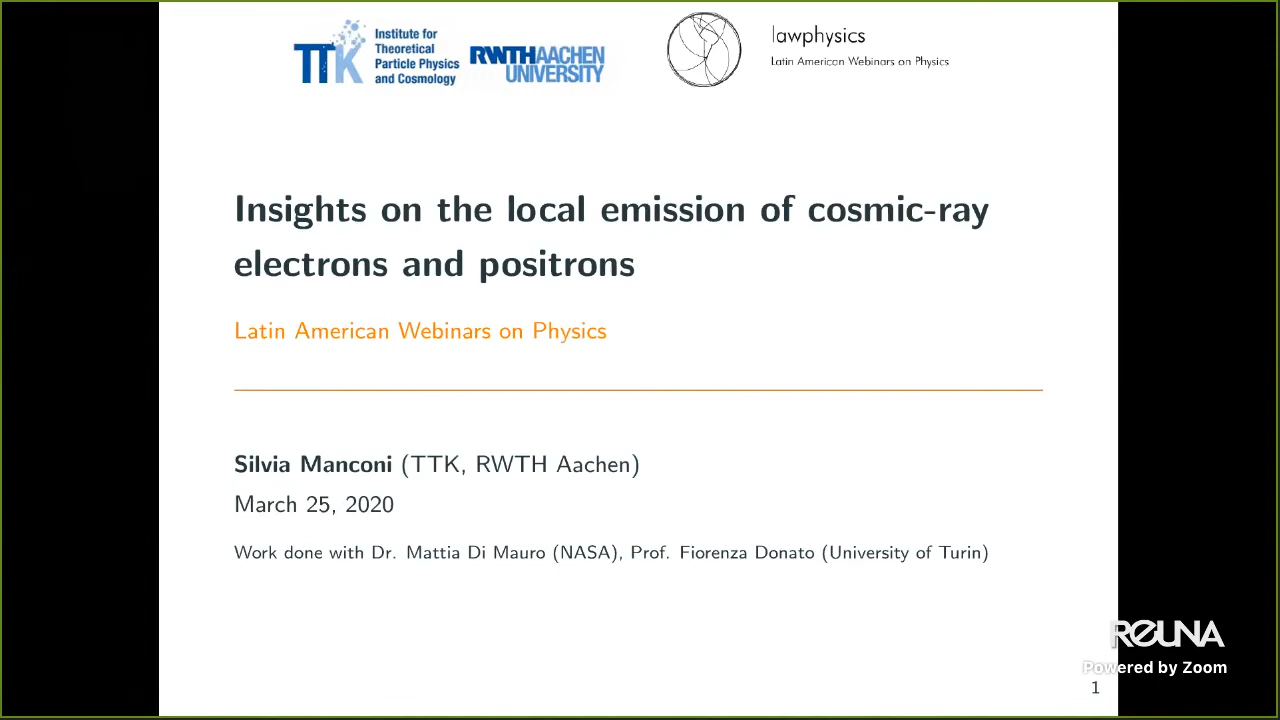 TTK
Institute for
Theoretical
Particle Physics
and Cosmology
RWTHAACHEN
UNIVERSITY
lawphysics
Latin American Webinars on Physics
Insights on the local emission of cosmic-ray
electrons and positrons
Latin American Webinars on Physics
Silvia Manconi (TTK, RWTH Aachen)
March 25, 2020
Work done with Dr. Mattia Di Mauro (NASA), Prof. Fiorenza Donato (University of Turin)
REUNA
Powered by Zoom
1